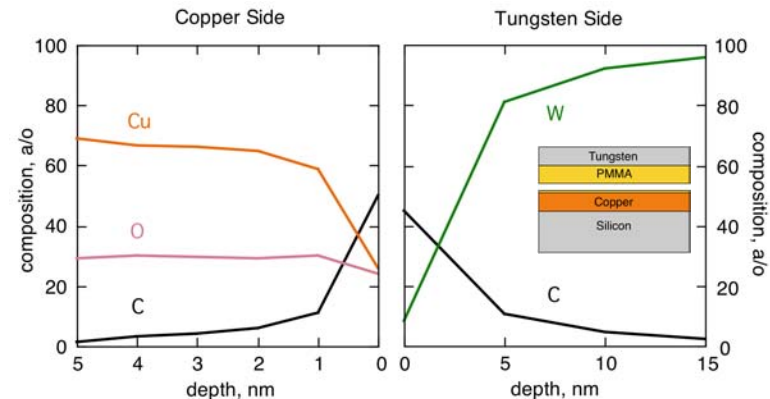 Copper Side
Tungsten Side
100
80
60
40
20
0
composition, a/o
Cu
O
C
5 4 3 2 1 0
depth, nm
W
C
Tungsten
PMMA
Copper
Silicon
0 5 10 15
depth, nm
100
80
60
40
20
0
composition, a/o